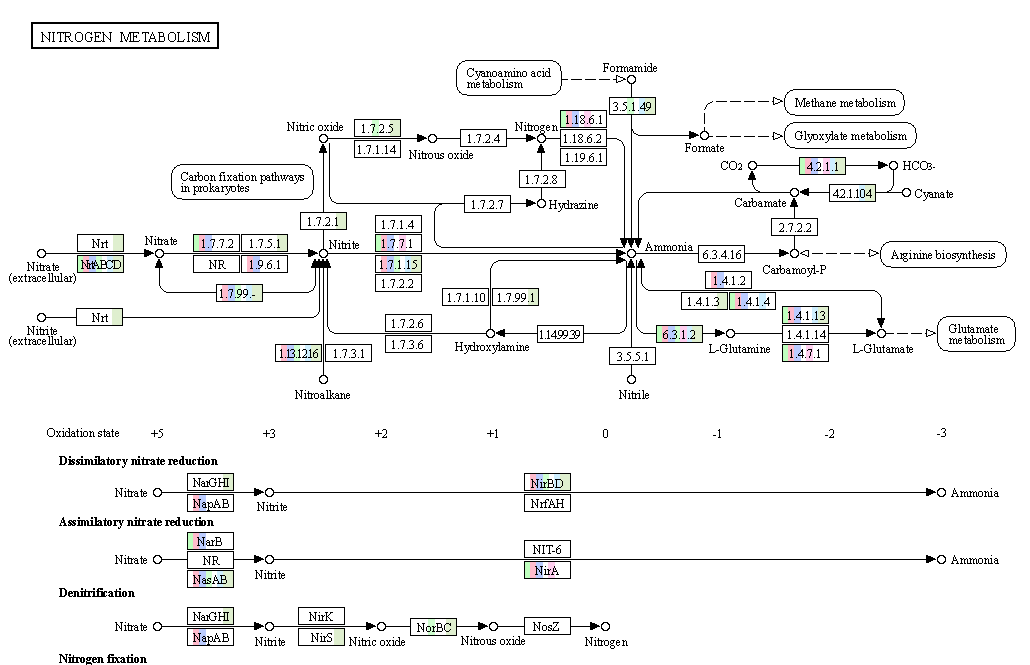 NITROGEN METABOLISM
Cyanoamino acid
metabolism
Formamide
3.5.1.49
Methane metabolism
Glyoxylate metabolism
Formate
Nitric oxide
1.7.2.5
1.7.1.14
Nitrous oxide
1.7.2.4
Nitrogen
1.18.6.1
1.18.6.2
1.19.6.1
CO2
4.2.1.1
HCO3-
Carbon fixation pathways
in prokaryotes
1.7.2.8
1.7.2.7
Hydrazine
Carbamate
4.2.1.104
Cyanate
1.7.2.1
2.7.2.2
Nrt
NrtABCD
Nitrate
(extracellular)
Nitrate
1.7.7.2
1.7.5.1
NR
1.9.6.1
1.7.99.-
Nitrite
1.7.1.4
1.7.7.1
1.7.1.15
1.7.2.2
Ammonia
6.3.4.16
Carbamoyl-P
Arginine biosynthesis
1.4.1.2
1.4.1.3
1.4.1.4
1.7.1.10
1.7.99.1
Nrt
Nitrite
(extracellular)
1.7.2.6
1.7.3.6
Hydroxylamine
1.14.99.39
6.3.1.2
L-Glutamine
1.4.1.13
1.4.1.14
1.4.7.1
L-Glutamate
Glutamate
metabolism
1.13.12.16
1.7.3.1
3.5.5.1
Nitroalkane
Nitrile
Oxidation state +5 +3 +2 +1 0 -1 -2 -3
Dissimilatory nitrate reduction
NarGHI
NirBD
Nitrate
Nitrite
Ammonia
NapAB
NrfAH
Assimilatory nitrate reduction
NarB
NIT-6
Nitrate
NR
Nitrite
Ammonia
NasAB
NirA
Denitrification
NarGHI
NirK
Nitrate
NorBC
NosZ
NapAB
Nitrite
NirS
Nitric oxide
Nitrous oxide
Nitrogen
Nitrogen fixation